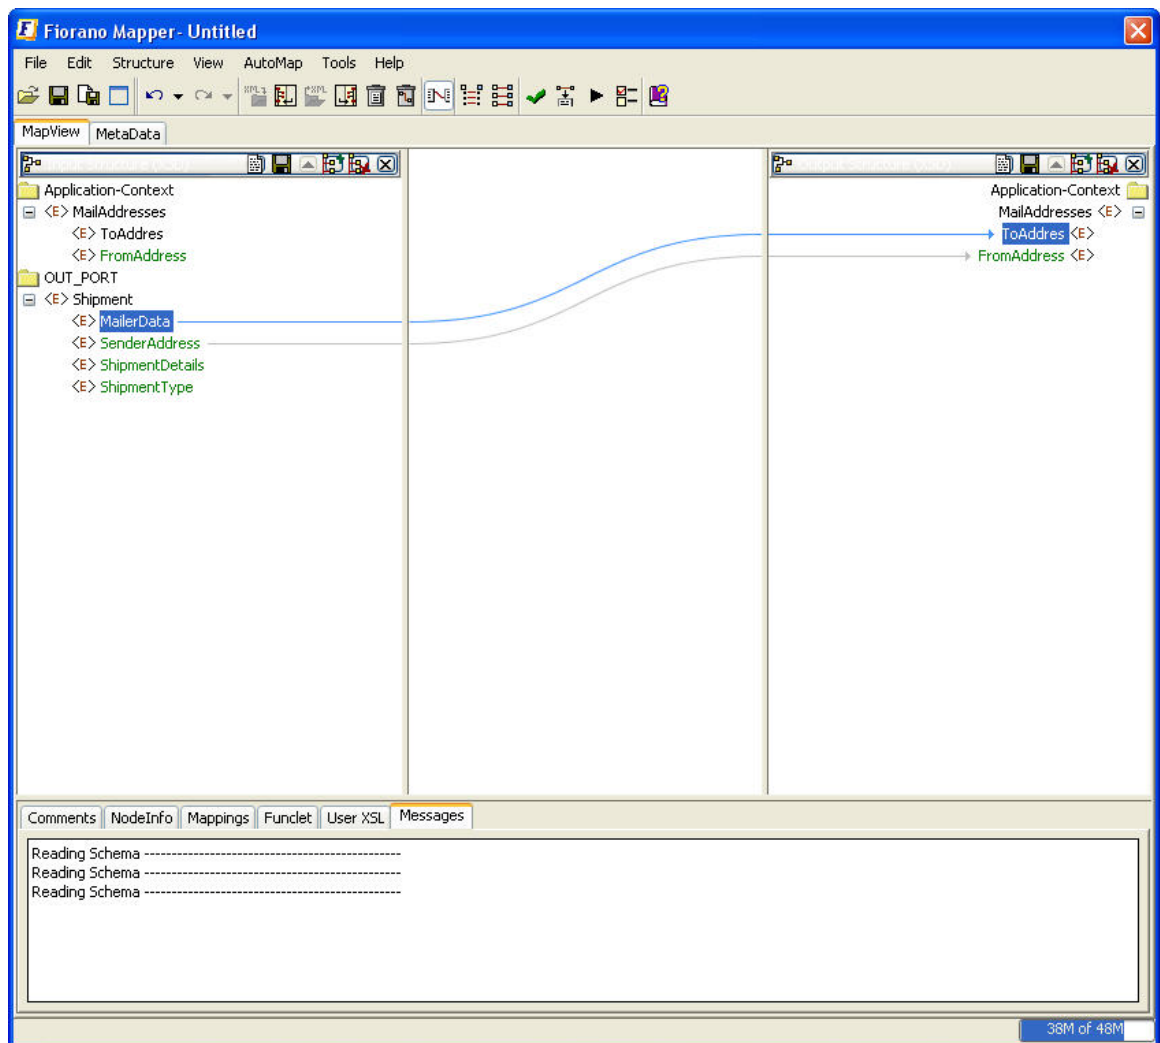 Fiorano Mapper- Untitled
File Edit Structure View AutoMap Tools Help
MapView MetaData
Application-Context
<E> MailAddresses
<E> ToAddres
<E> FromAddress
OUT_PORT
<E> Shipment
<E> MailerData
<E> SenderAddress
<E> ShipmentDetails
<E> ShipmentType
Application-Context
MailAddresses <E>
ToAddres <E>
FromAddress <E>
Comments NodeInfo Mappings Funclet User XSL Messages
Reading Schema -----------------------------------------------
Reading Schema -----------------------------------------------
Reading Schema -----------------------------------------------
38M of 48M